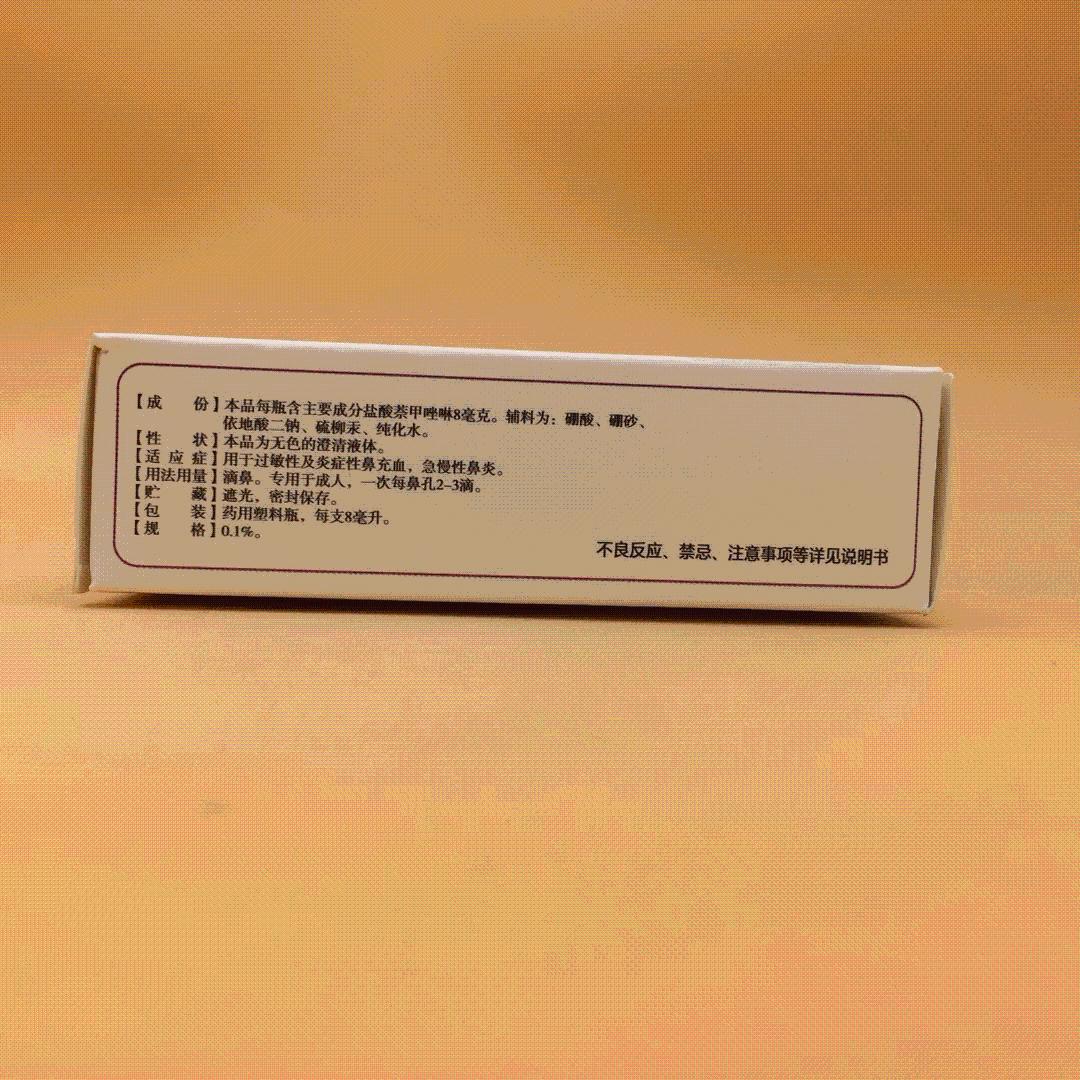 【成份】本品每瓶含主要成分盐酸萘甲唑啉8毫克。辅料为：硼酸、硼砂、
依地酸二钠、硫柳汞、纯化水。
【性状】本品为无色的澄清液体。
【适应症】用于过敏性及炎症性鼻充血，急慢性鼻炎。
【用法用量】滴鼻。专用于成人，一次每鼻孔2–3滴。
【贮藏】遮光，密封保存。
【包装】药用塑料瓶，每支8毫升。
【规格】0.1%。
不良反应、禁忌、注意事项等详见说明书